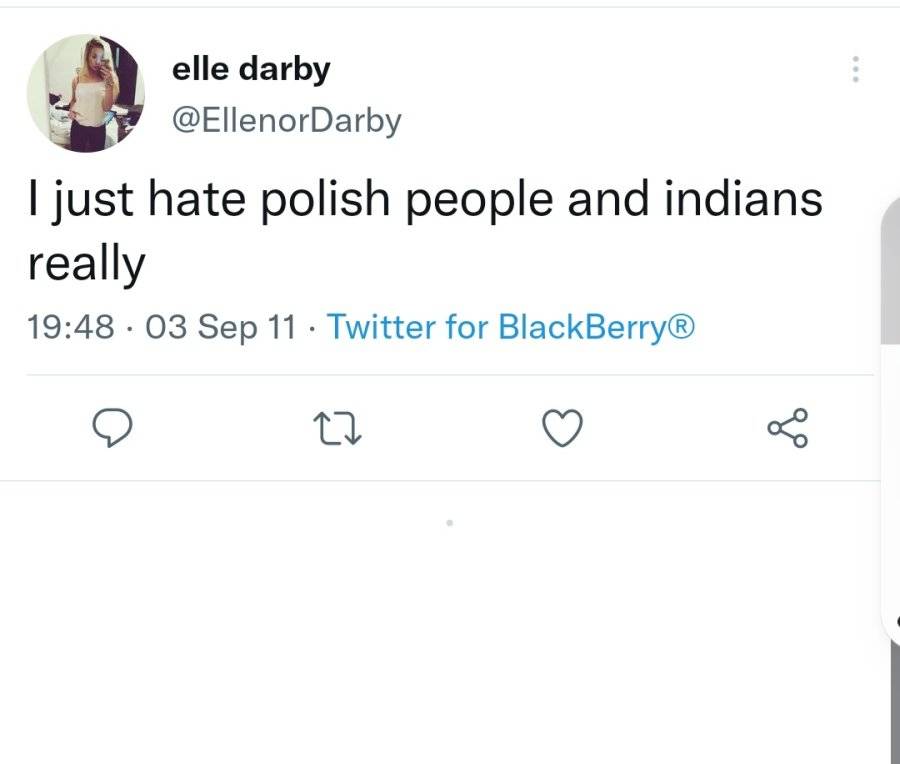 elle darby
@EllenorDarby
I just hate polish people and indians
really
19:48 · 03 Sep 11 · Twitter for BlackBerry®